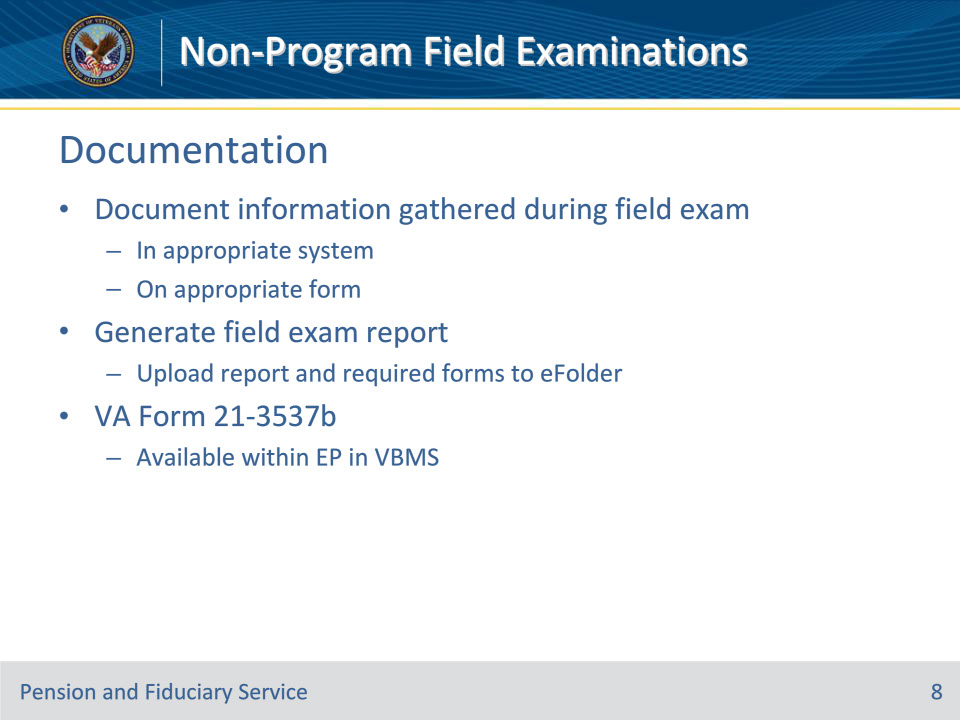 Non-Program Field Examinations
Documentation
• Document information gathered during field exam
– In appropriate system
– On appropriate form
• Generate field exam report
– Upload report and required forms to eFolder
• VA Form 21-3537b
– Available within EP in VBMS
Pension and Fiduciary Service
8